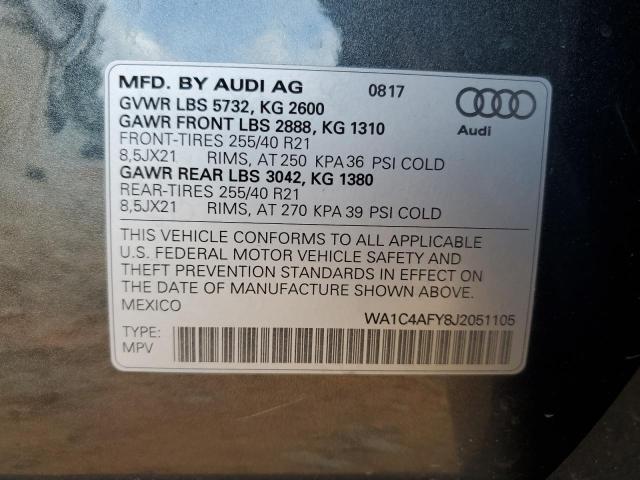 MFD. BY AUDI AG 0817
GVWR LBS 5732, KG 2600
GAWR FRONT LBS 2888, KG 1310
Audi
FRONT-TIRES 255/40 R21
8,5JX21 RIMS, AT 250 KPA 36 PSI COLD
GAWR REAR LBS 3042, KG 1380
REAR-TIRES 255/40 R21
8,5JX21 RIMS, AT 270 KPA 39 PSI COLD
THIS VEHICLE CONFORMS TO ALL APPLICABLE
U.S. FEDERAL MOTOR VEHICLE SAFETY AND
THEFT PREVENTION STANDARDS IN EFFECT ON
THE DATE OF MANUFACTURE SHOWN ABOVE.
MEXICO
WA1C4AFY8J2051105
TYPE:
MPV